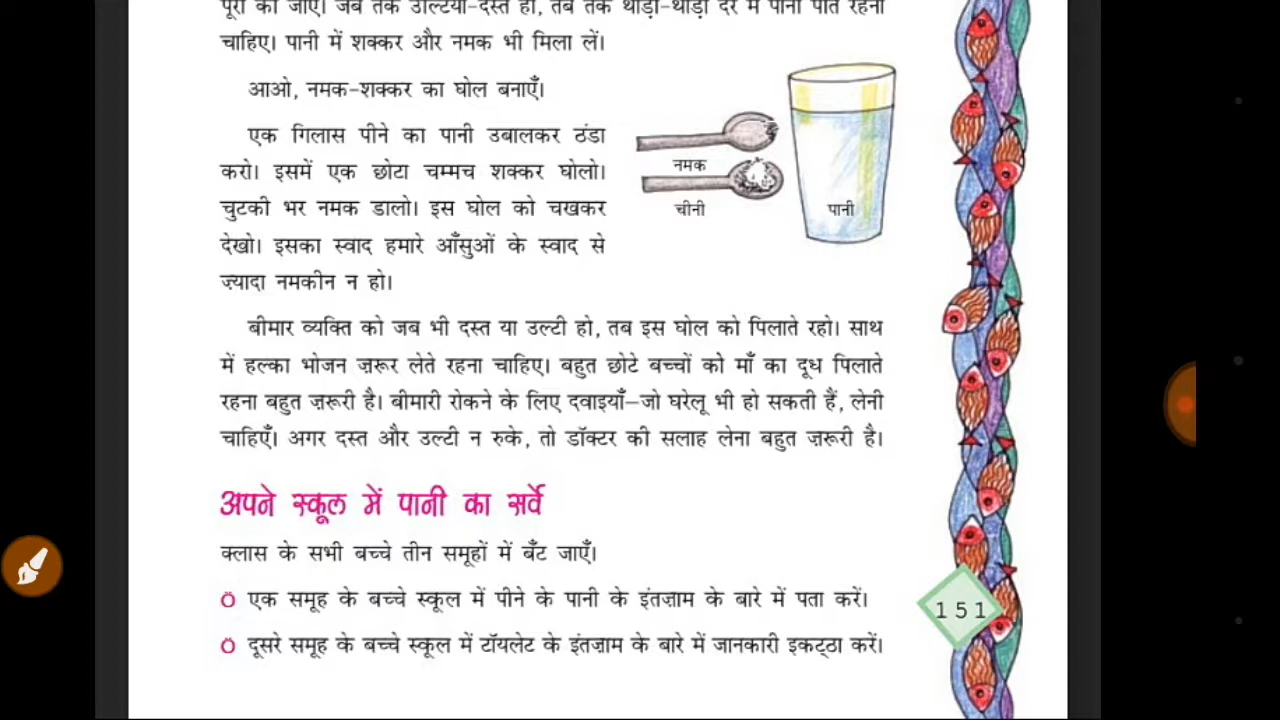 पूरी की जाए। जब तक उल्टियाँ-दस्त हों, तब तक थोड़ी-थोड़ी देर में पानी पीते रहना
चाहिए। पानी में शक्कर और नमक भी मिला लें।
आओ, नमक-शक्कर का घोल बनाएँ।
एक गिलास पीने का पानी उबालकर ठंडा
करो। इसमें एक छोटा चम्मच शक्कर घोलो।
चुटकी भर नमक डालो। इस घोल को चखकर
देखो। इसका स्वाद हमारे आँसुओं के स्वाद से
ज़्यादा नमकीन न हो।
नमक
चीनी
पानी
बीमार व्यक्ति को जब भी दस्त या उल्टी हो, तब इस घोल को पिलाते रहो। साथ
में हल्का भोजन ज़रूर लेते रहना चाहिए। बहुत छोटे बच्चों को माँ का दूध पिलाते
रहना बहुत ज़रूरी है। बीमारी रोकने के लिए दवाइयाँ—जो घरेलू भी हो सकती हैं, लेनी
चाहिएँ। अगर दस्त और उल्टी न रुके, तो डॉक्टर की सलाह लेना बहुत ज़रूरी है।
अपने स्कूल में पानी का सर्वे
क्लास के सभी बच्चे तीन समूहों में बँट जाएँ।
Ö एक समूह के बच्चे स्कूल में पीने के पानी के इंतज़ाम के बारे में पता करें।
Ö दूसरे समूह के बच्चे स्कूल में टॉयलेट के इंतज़ाम के बारे में जानकारी इकट्ठा करें।
151